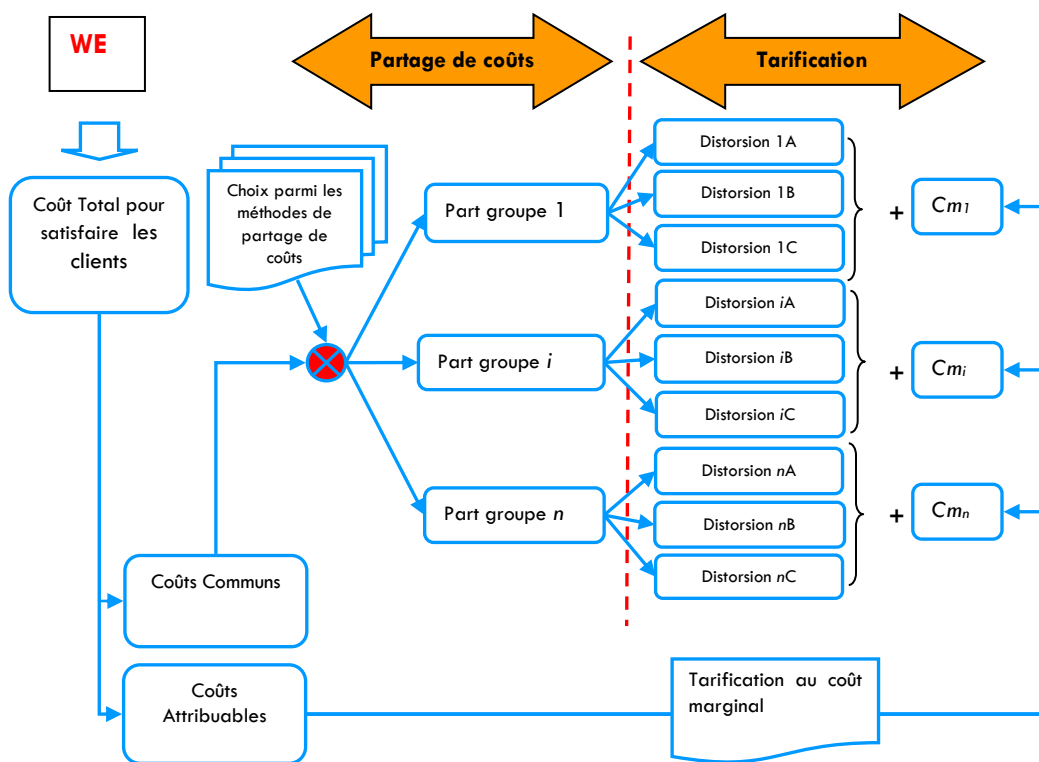 WE
Partage de coûts
Tarification
Coût Total pour
satisfaire les
clients
Choix parmi les
méthodes de
partage de
coûts
Part groupe 1
Part groupe i
Part groupe n
Distorsion 1A
Distorsion 1B
Distorsion 1C
Distorsion iA
Distorsion iB
Distorsion iC
Distorsion nA
Distorsion nB
Distorsion nC
+ Cm1
+ Cmi
+ Cmn
Coûts Communs
Coûts
Attribuables
Tarification au coût
marginal